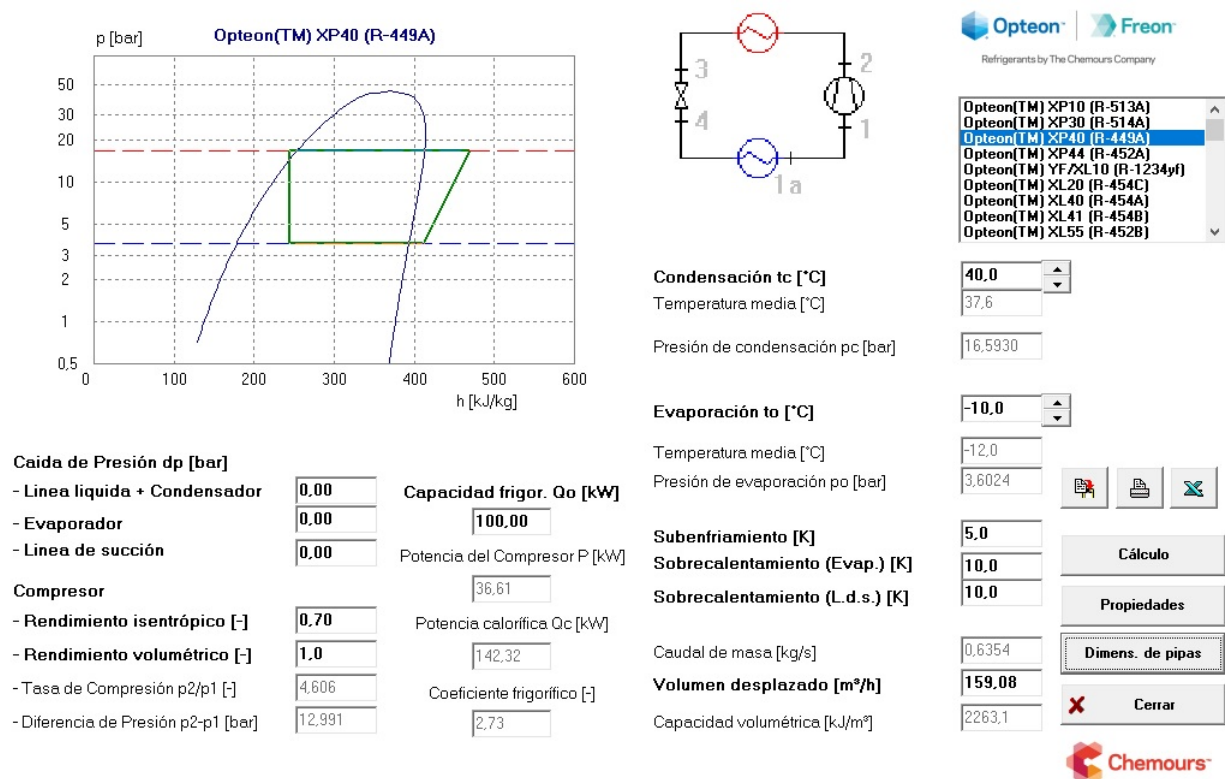 Opteon(TM) XP40 (R-449A)
p [bar]
50
30
20
10
5
3
2
1
0,5
0 100 200 300 400 500 600
h [kJ/kg]
3
2
4
1
1a
Opteon™ Freon™
Refrigerants by The Chemours Company
Opteon(TM) XP10 (R-513A)
Opteon(TM) XP30 (R-514A)
Opteon(TM) XP40 (R-449A)
Opteon(TM) XP44 (R-452A)
Opteon(TM) YF/XL10 (R-1234yf)
Opteon(TM) XL20 (R-454C)
Opteon(TM) XL40 (R-454A)
Opteon(TM) XL41 (R-454B)
Opteon(TM) XL55 (R-452B)
Condensación tc [°C] 40,0
Temperatura media [°C] 37,6
Presión de condensación pc [bar] 16,5930
Evaporación to [°C] -10,0
Temperatura media [°C] -12,0
Presión de evaporación po [bar] 3,6024
Subenfriamiento [K] 5,0
Sobrecalentamiento (Evap.) [K] 10,0
Sobrecalentamiento (L.d.s.) [K] 10,0
Caudal de masa [kg/s] 0,6354
Volumen desplazado [m³/h] 159,08
Capacidad volumétrica [kJ/m³] 2263,1
Caida de Presión dp [bar]
- Linea liquida + Condensador 0,00
- Evaporador 0,00
- Linea de succión 0,00
Compresor
- Rendimiento isentrópico [-] 0,70
- Rendimiento volumétrico [-] 1,0
- Tasa de Compresión p2/p1 [-] 4,606
- Diferencia de Presión p2-p1 [bar] 12,991
Capacidad frigor. Qo [kW]
100,00
Potencia del Compresor P [kW]
36,61
Potencia calorífica Qc [kW]
142,32
Coeficiente frigorífico [-]
2,73
Cálculo
Propiedades
Dimens. de pipas
Cerrar
Chemours™